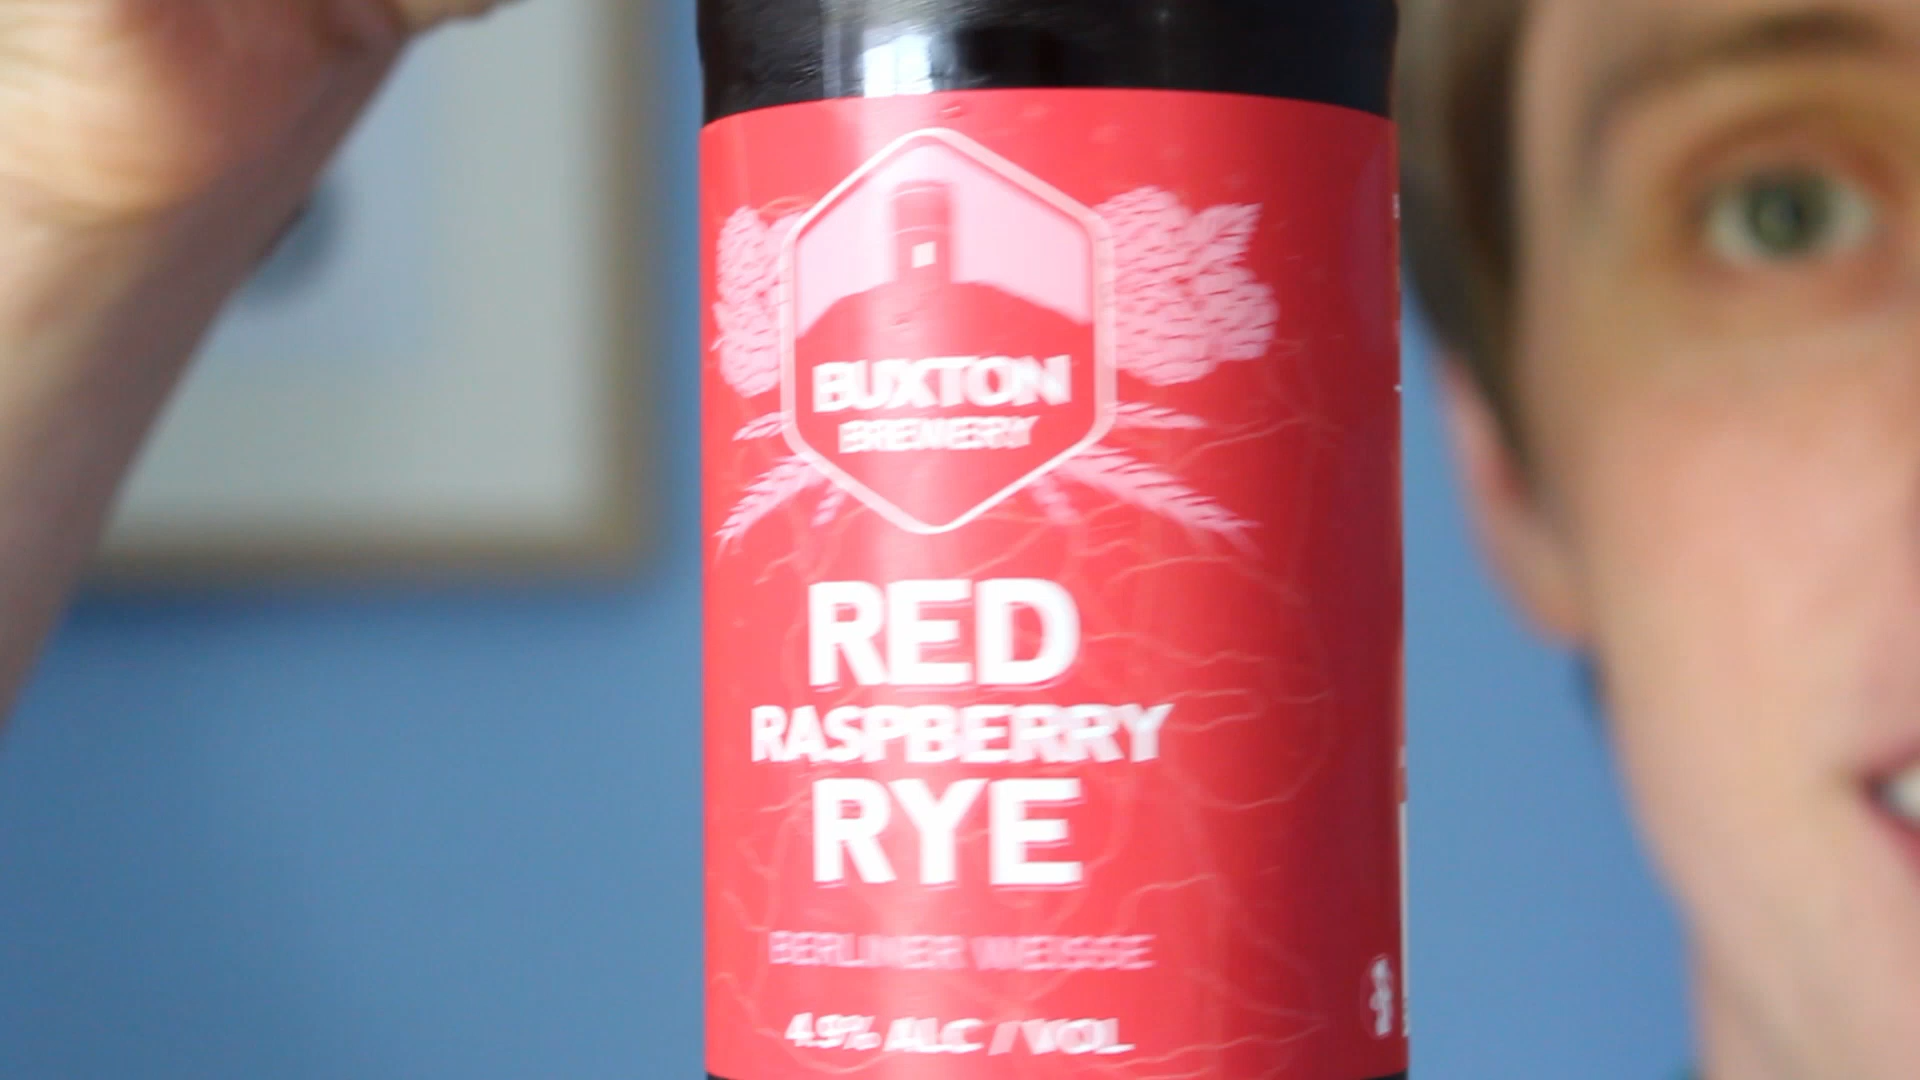 BUXTON
BREWERY
RED
RASPBERRY
RYE
BERLINER WEISSE
4.9% ALC / VOL